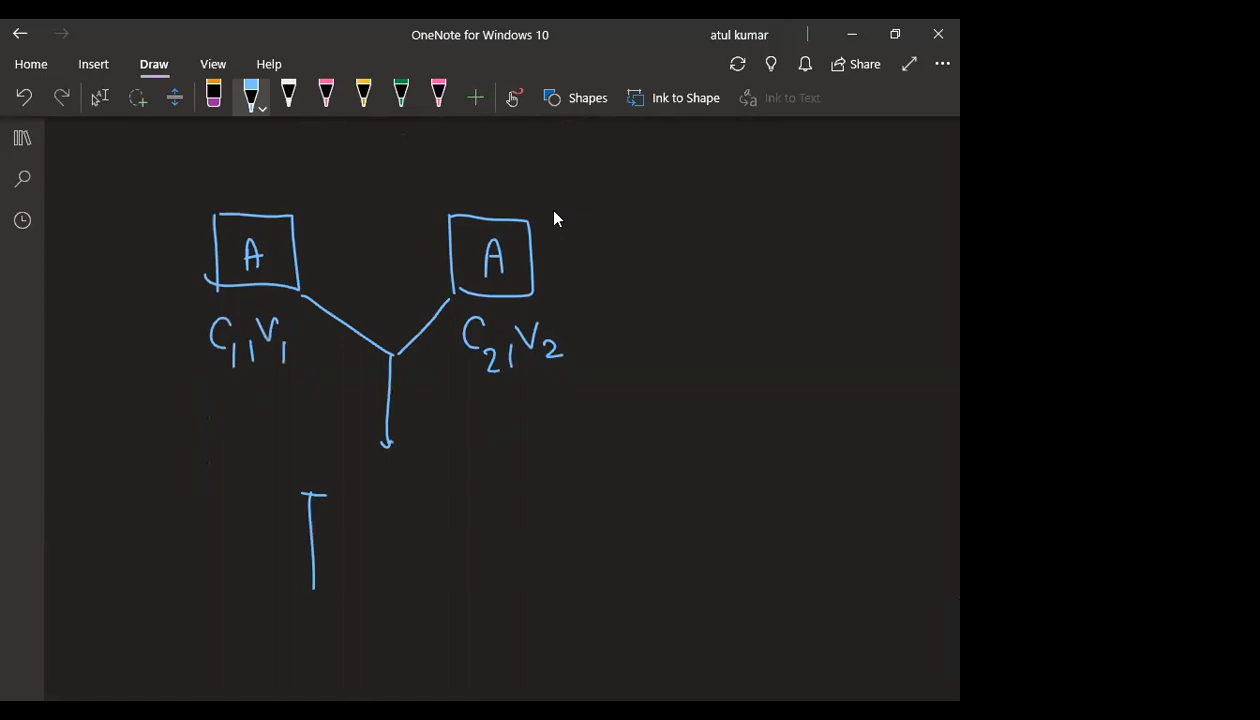 OneNote for Windows 10 atul kumar
Home Insert Draw View Help Share
Shapes Ink to Shape Ink to Text
A A
C1, V1 C2, V2